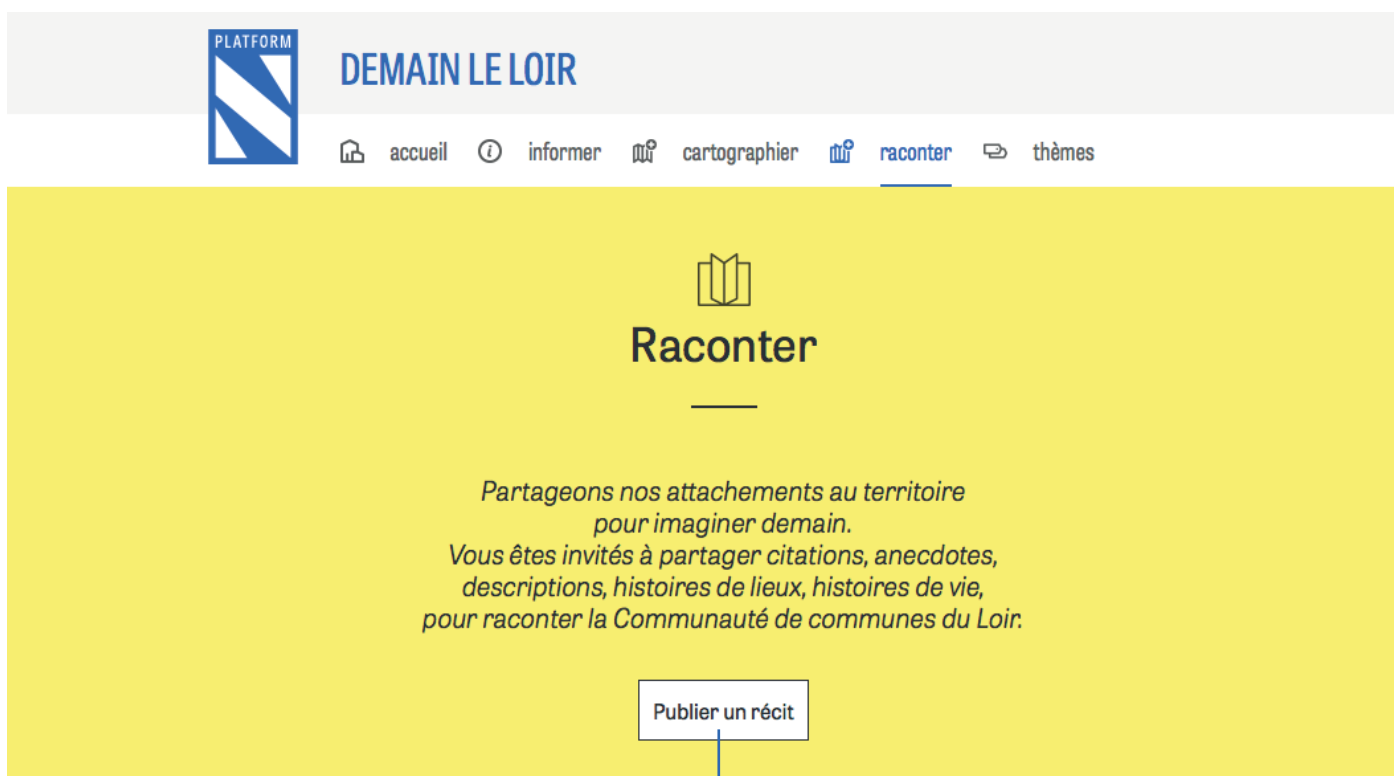 PLATFORM
DEMAIN LE LOIR
accueil informer cartographier raconter thèmes
Raconter
Partageons nos attachements au territoire
pour imaginer demain.
Vous êtes invités à partager citations, anecdotes,
descriptions, histoires de lieux, histoires de vie,
pour raconter la Communauté de communes du Loir.
Publier un récit